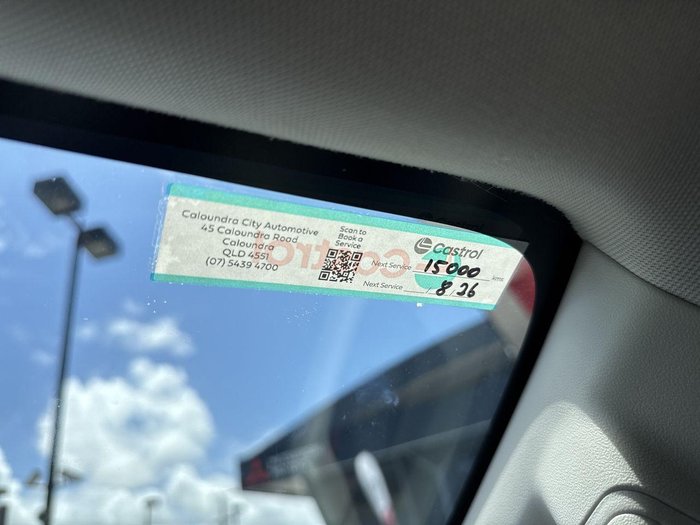 Caloundra City Automotive
45 Caloundra Road
Caloundra
QLD 4551
(07) 5439 4700
Scan to
Book a
Service
Castrol
Next Service 15000 kms
Next Service / 8 / 26
Castrol